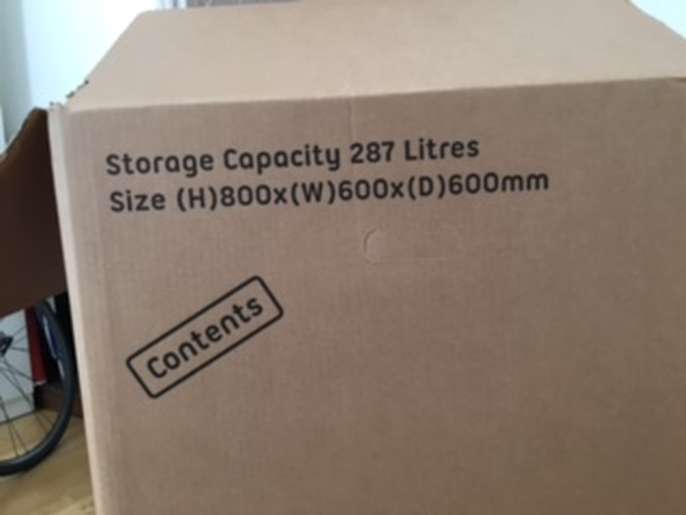 Storage Capacity 287 Litres
Size (H)800x(W)600x(D)600mm
Contents